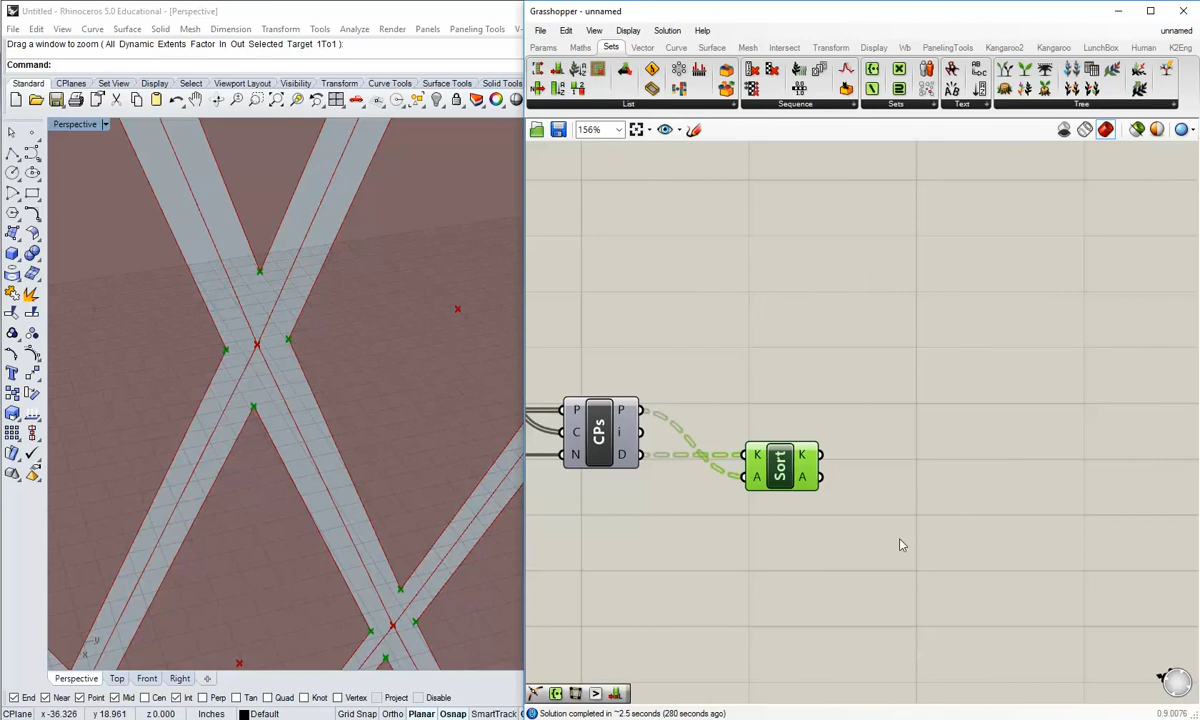 Untitled - Rhinoceros 5.0 Educational - [Perspective]
File Edit View Curve Surface Solid Mesh Dimension Transform Tools Analyze Render Panels Paneling Tools V-
Drag a window to zoom ( All Dynamic Extents Factor In Out Selected Target 1To1 ):
Command:
Standard CPlanes Set View Display Select Viewport Layout Visibility Transform Curve Tools Surface Tools Solid Tools
Perspective
y
x
Perspective Top Front Right
End Near Point Mid Cen Int Perp Tan Quad Knot Vertex Project Disable
CPlane x -36.326 y 18.961 z 0.000 Inches Default Grid Snap Ortho Planar Osnap SmartTrack
Grasshopper - unnamed
File Edit View Display Solution Help unnamed
Params Maths Sets Vector Curve Surface Mesh Intersect Transform Display Wb PanelingTools Kangaroo2 Kangaroo LunchBox Human K2Eng
List Sequence Sets Text Tree
156%
P C N CPs P i D
K A Sort K A
Solution completed in ~2.5 seconds (280 seconds ago) 0.9.0076